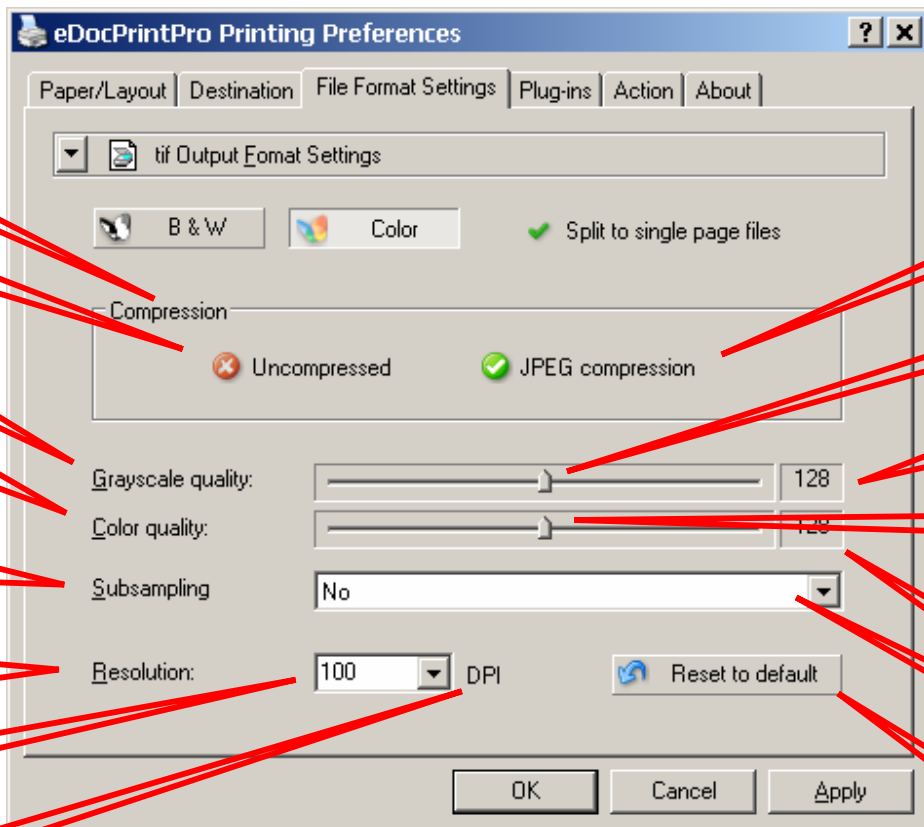 eDocPrintPro Printing Preferences
Paper/Layout Destination File Format Settings Plug-ins Action About
tif Output Fomat Settings
B & W Color Split to single page files
Compression
Uncompressed JPEG compression
Grayscale quality: 128
Color quality: 128
Subsampling No
Resolution: 100 DPI Reset to default
OK Cancel Apply